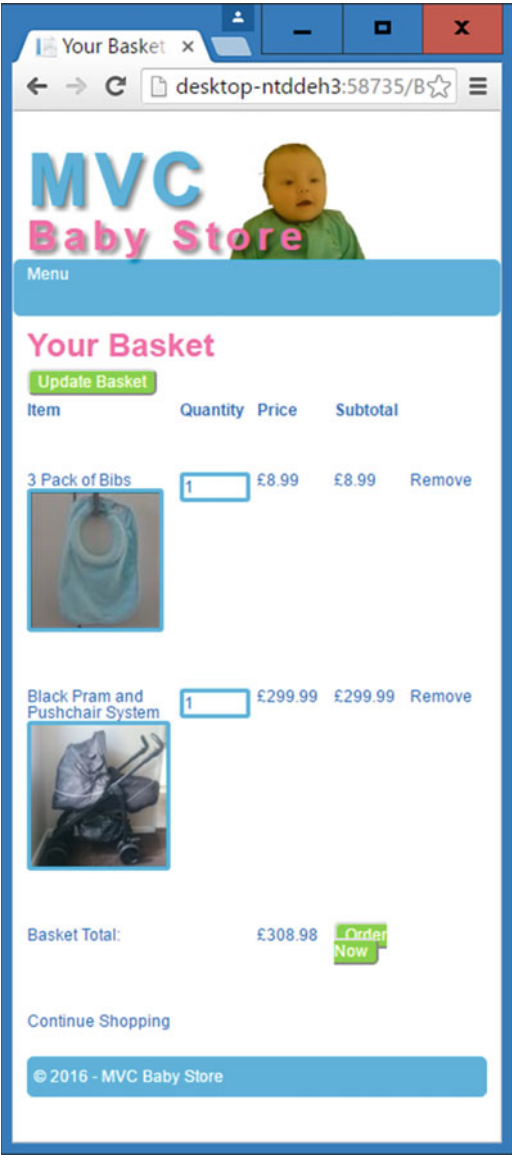 Your Basket
desktop-ntddeh3:58735/B
MVC
Baby Store
Menu
Your Basket
Update Basket
Item Quantity Price Subtotal
3 Pack of Bibs 1 £8.99 £8.99 Remove
Black Pram and 1 £299.99 £299.99 Remove
Pushchair System
Basket Total: £308.98 Order
Now
Continue Shopping
© 2016 - MVC Baby Store